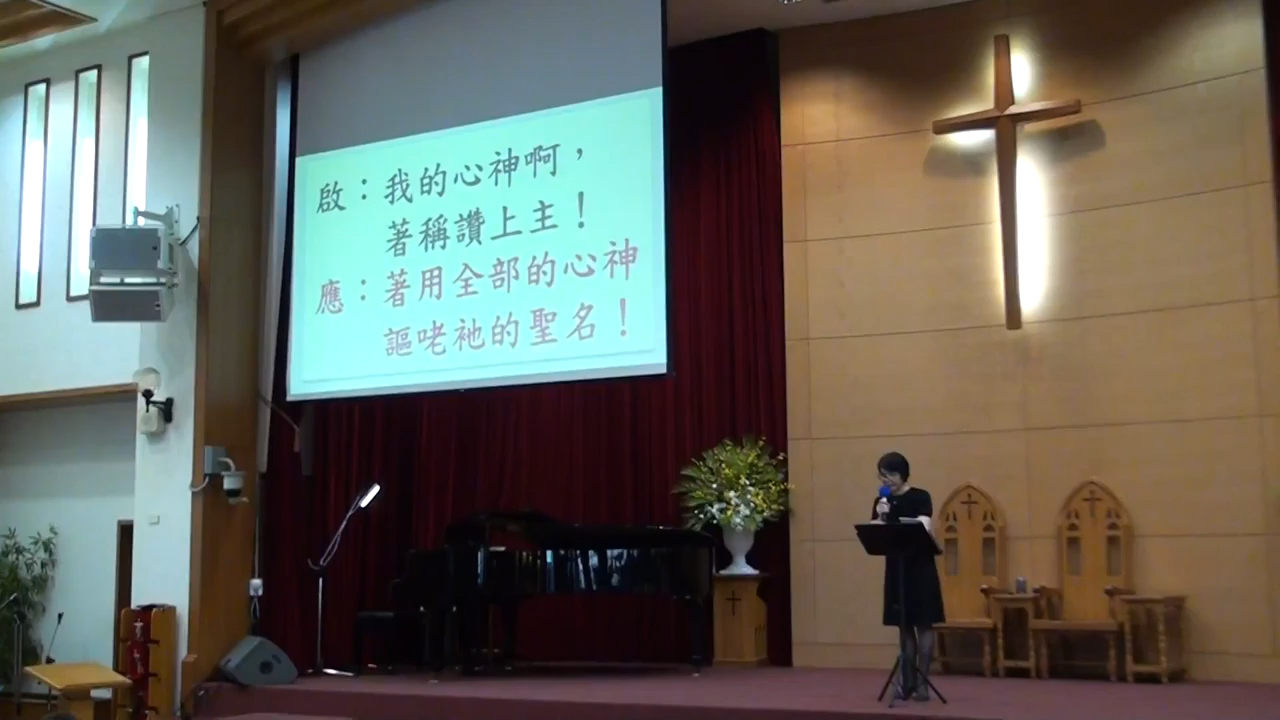 啟：我的心神啊，
著稱讚上主！
應：著用全部的心神
謳咾祂的聖名！